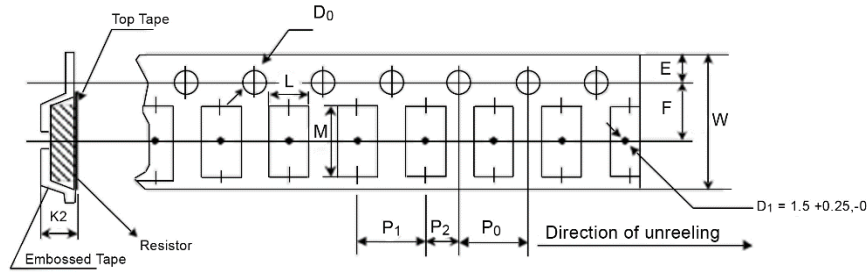 Top Tape
D0
L
E
F
W
M
K2
P1
P2
P0
D1 = 1.5 +0.25,-0
Direction of unreeling
Resistor
Embossed Tape